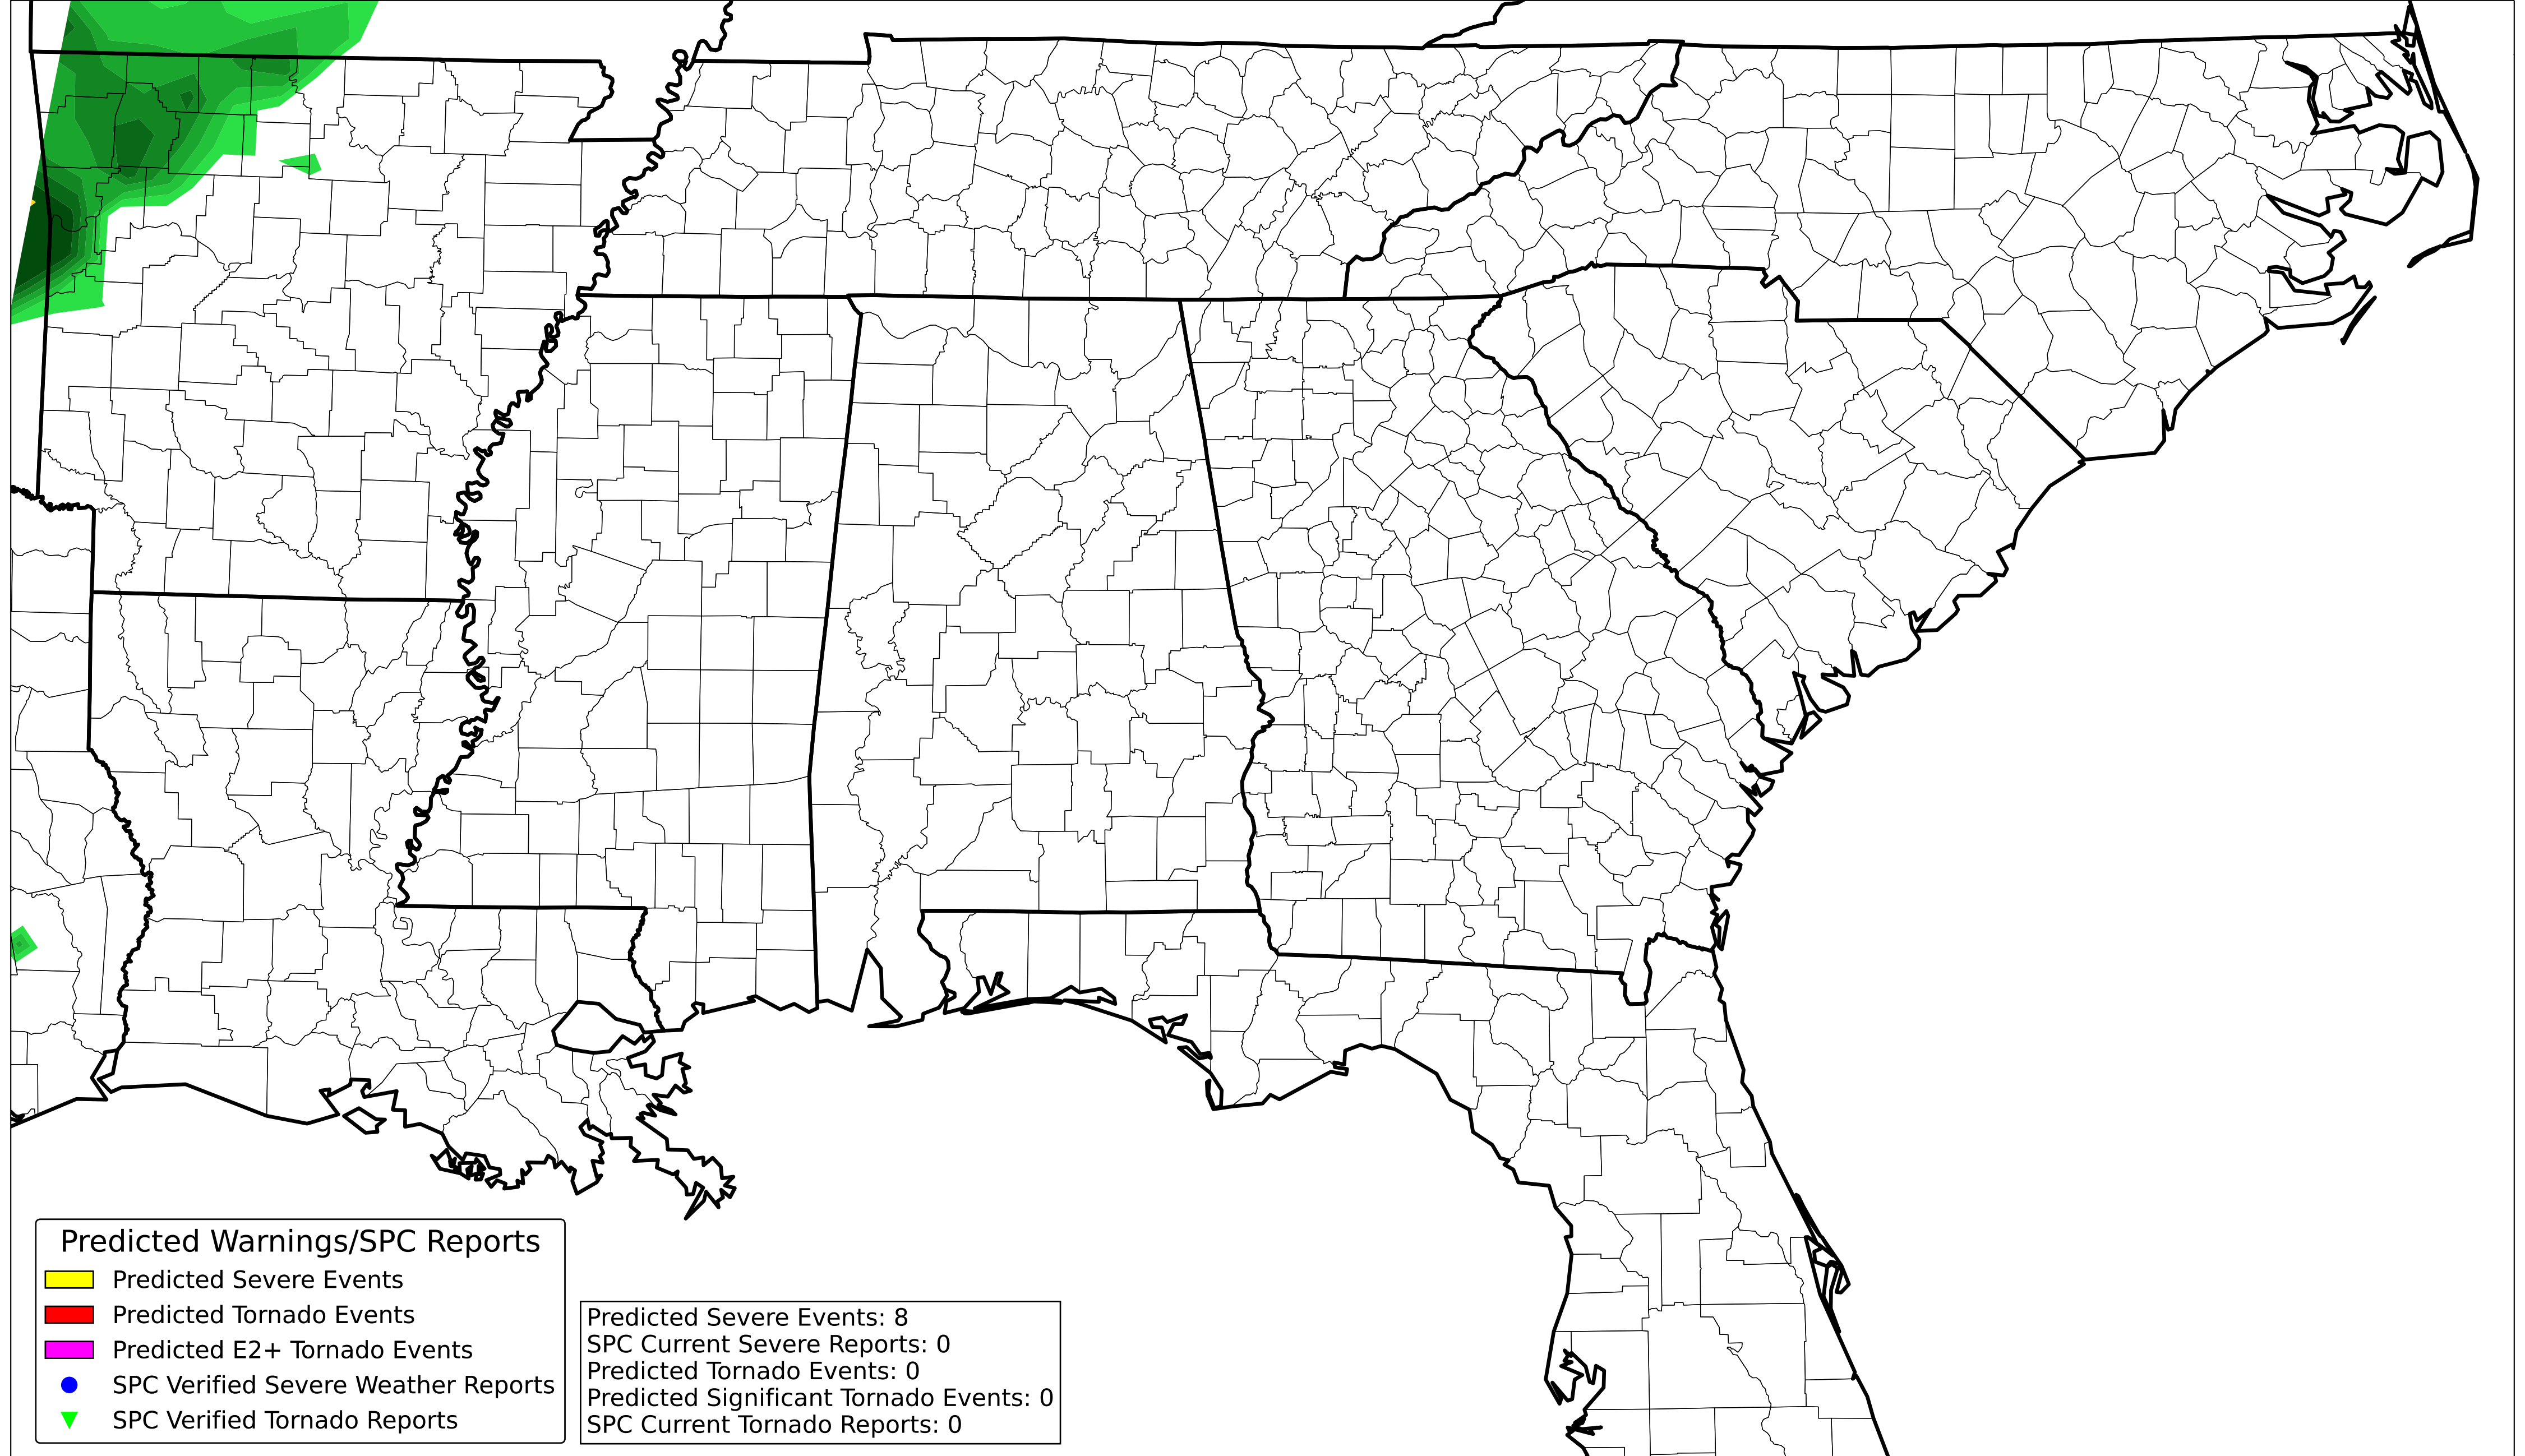 Predicted Warnings/SPC Reports
Predicted Severe Events
Predicted Tornado Events
Predicted E2+ Tornado Events
SPC Verified Severe Weather Reports
SPC Verified Tornado Reports
Predicted Severe Events: 8
SPC Current Severe Reports: 0
Predicted Tornado Events: 0
Predicted Significant Tornado Events: 0
SPC Current Tornado Reports: 0